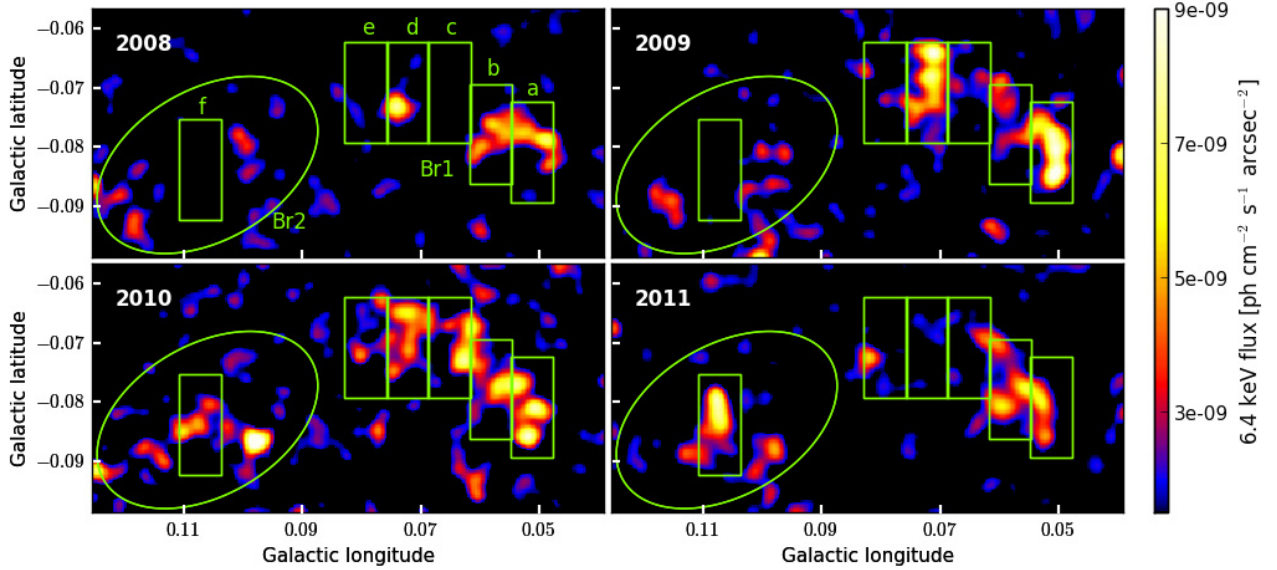 2008
e d c
b
a
f
Br1
Br2
2009
2010
2011
−0.06
−0.07
−0.08
−0.09
Galactic latitude
−0.06
−0.07
−0.08
−0.09
Galactic latitude
0.11 0.09 0.07 0.05
Galactic longitude
0.11 0.09 0.07 0.05
Galactic longitude
9e-09
7e-09
5e-09
3e-09
6.4 keV flux [ph cm⁻² s⁻¹ arcsec⁻²]